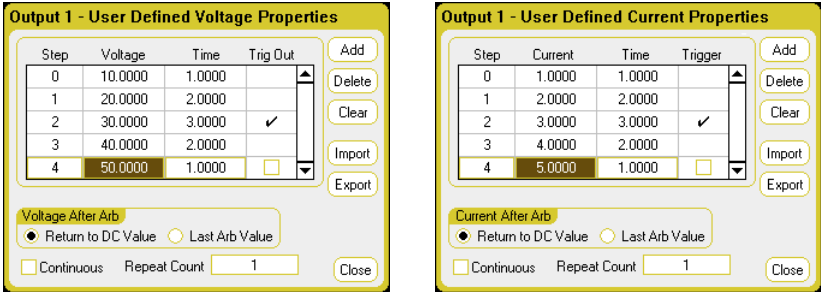 Output 1 - User Defined Voltage Properties
Step Voltage Time Trig Out
0 10.0000 1.0000
1 20.0000 2.0000
2 30.0000 3.0000 ✔
3 40.0000 2.0000
4 50.0000 1.0000
Add
Delete
Clear
Import
Export
Voltage After Arb
Return to DC Value Last Arb Value
Continuous Repeat Count 1 Close
Output 1 - User Defined Current Properties
Step Current Time Trigger
0 1.0000 1.0000
1 2.0000 2.0000
2 3.0000 3.0000 ✔
3 4.0000 2.0000
4 5.0000 1.0000
Add
Delete
Clear
Import
Export
Current After Arb
Return to DC Value Last Arb Value
Continuous Repeat Count 1 Close